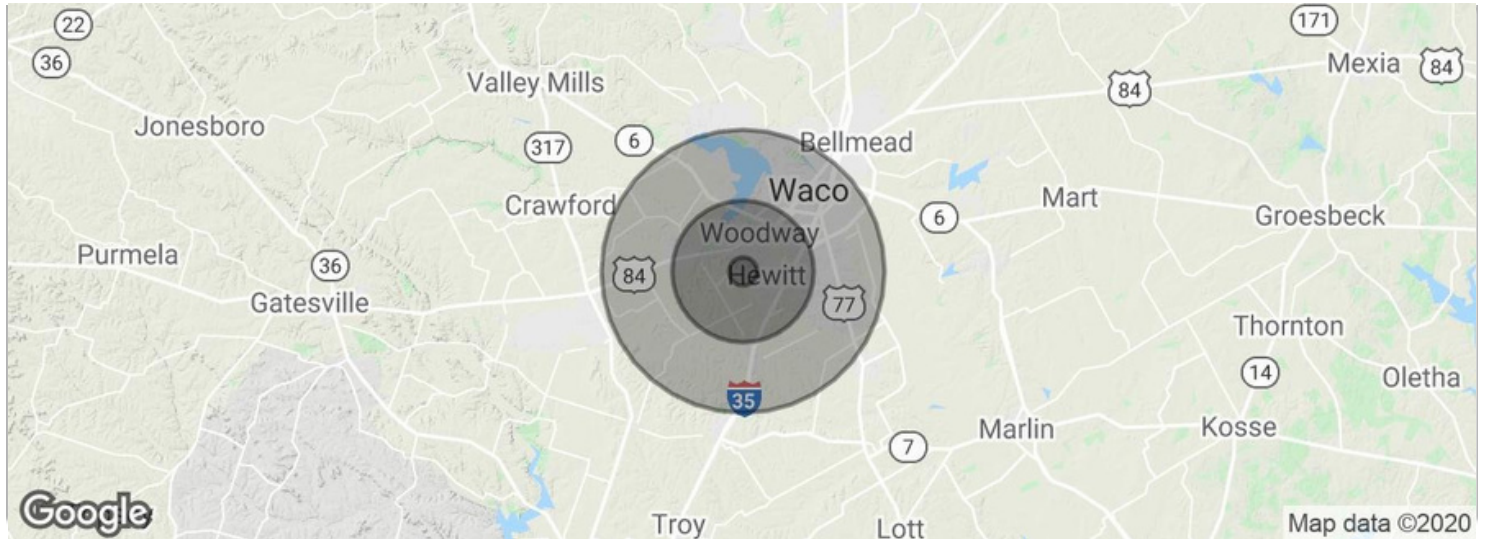 22
171
36
Mexia
84
84
Valley Mills
Jonesboro
317
6
Bellmead
Waco
Crawford
Mart
6
Groesbeck
Woodway
Purmela
36
84
Hewitt
Gatesville
77
Thornton
14
Oletha
35
Marlin
Kosse
7
Google
Troy
Lott
Map data ©2020